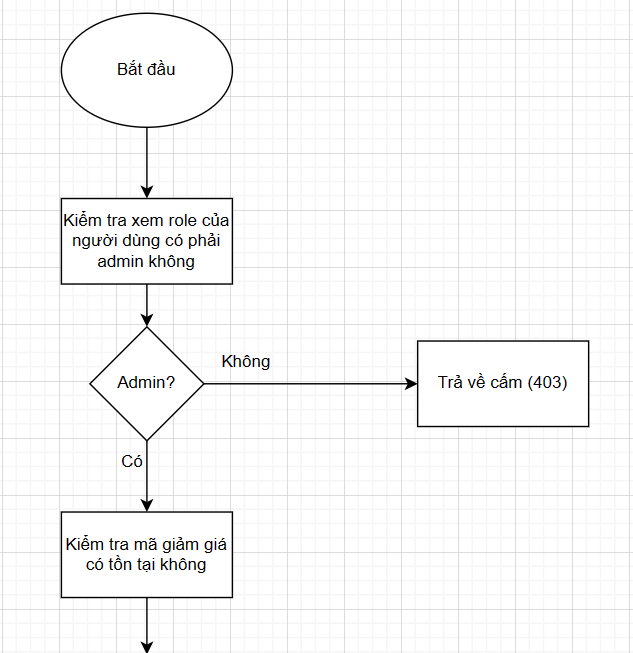 Bắt đầu
Kiểm tra xem role của
người dùng có phải
admin không
Không
Admin?
Trả về cấm (403)
Có
Kiểm tra mã giảm giá
có tồn tại không